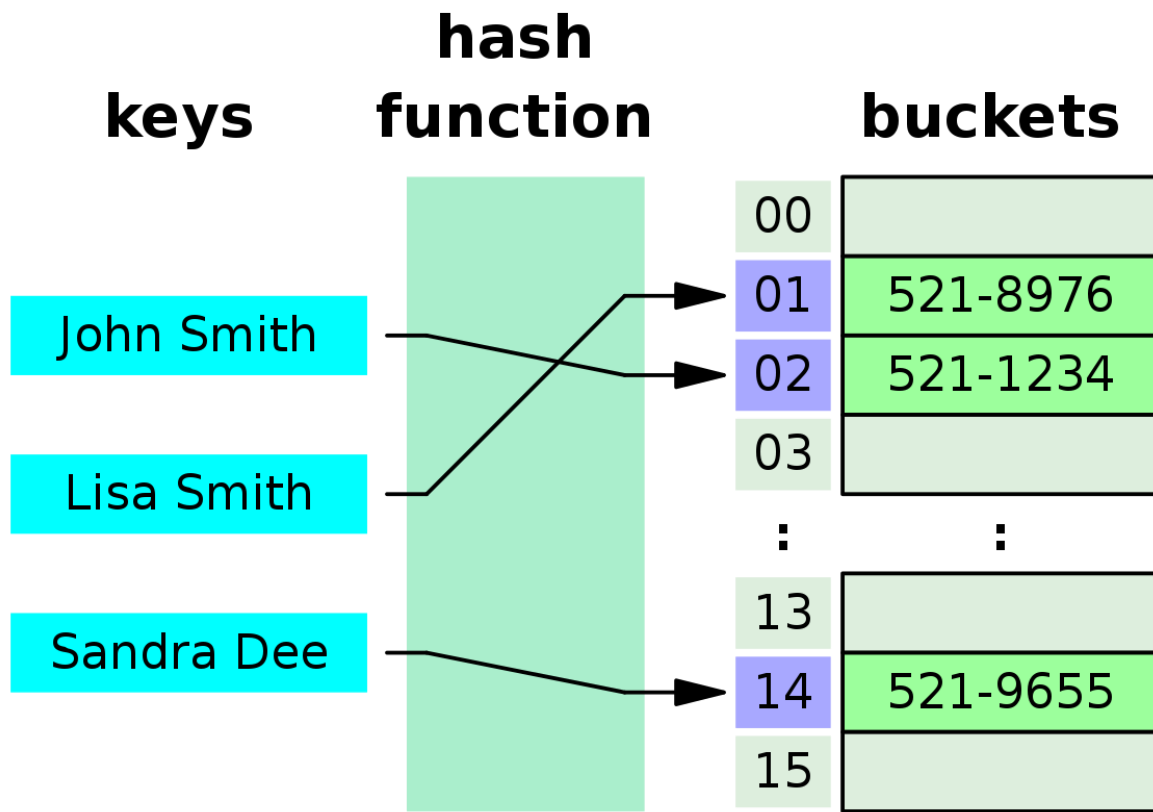 hash
keys function buckets
00
01 521-8976
John Smith
02 521-1234
03
Lisa Smith
: :
13
Sandra Dee
14 521-9655
15